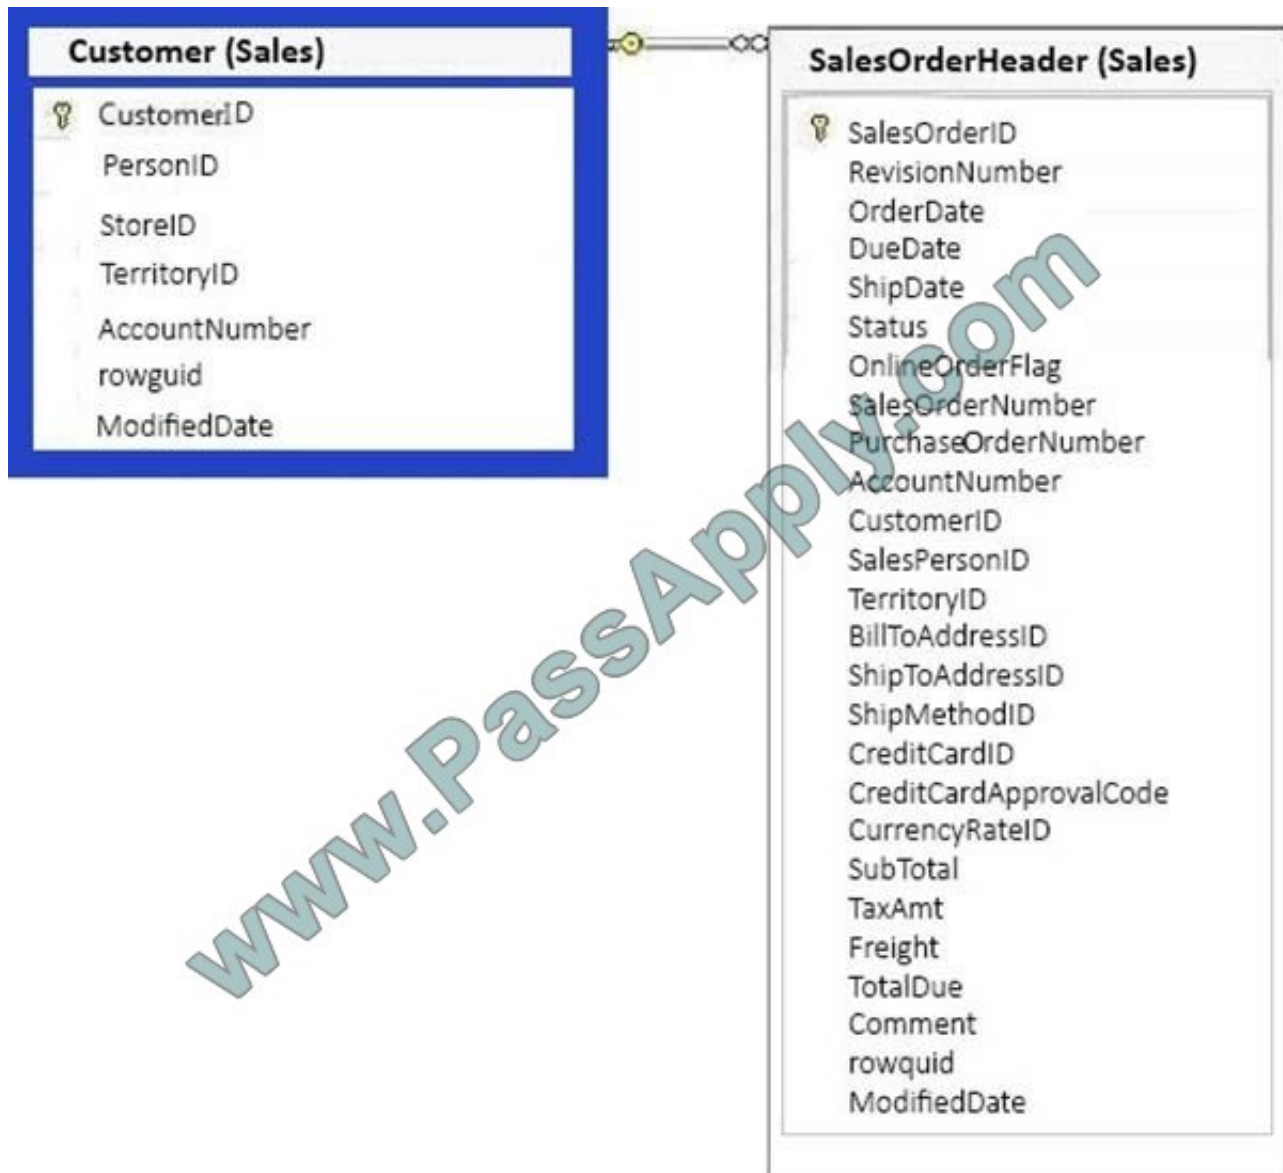 Customer (Sales)
CustomerID
PersonID
StoreID
TerritoryID
AccountNumber
rowguid
ModifiedDate
SalesOrderHeader (Sales)
SalesOrderID
RevisionNumber
OrderDate
DueDate
ShipDate
Status
OnlineOrderFlag
SalesOrderNumber
PurchaseOrderNumber
AccountNumber
CustomerID
SalesPersonID
TerritoryID
BillToAddressID
ShipToAddressID
ShipMethodID
CreditCardID
CreditCardApprovalCode
CurrencyRateID
SubTotal
TaxAmt
Freight
TotalDue
Comment
rowquid
ModifiedDate
www.PassApply.com